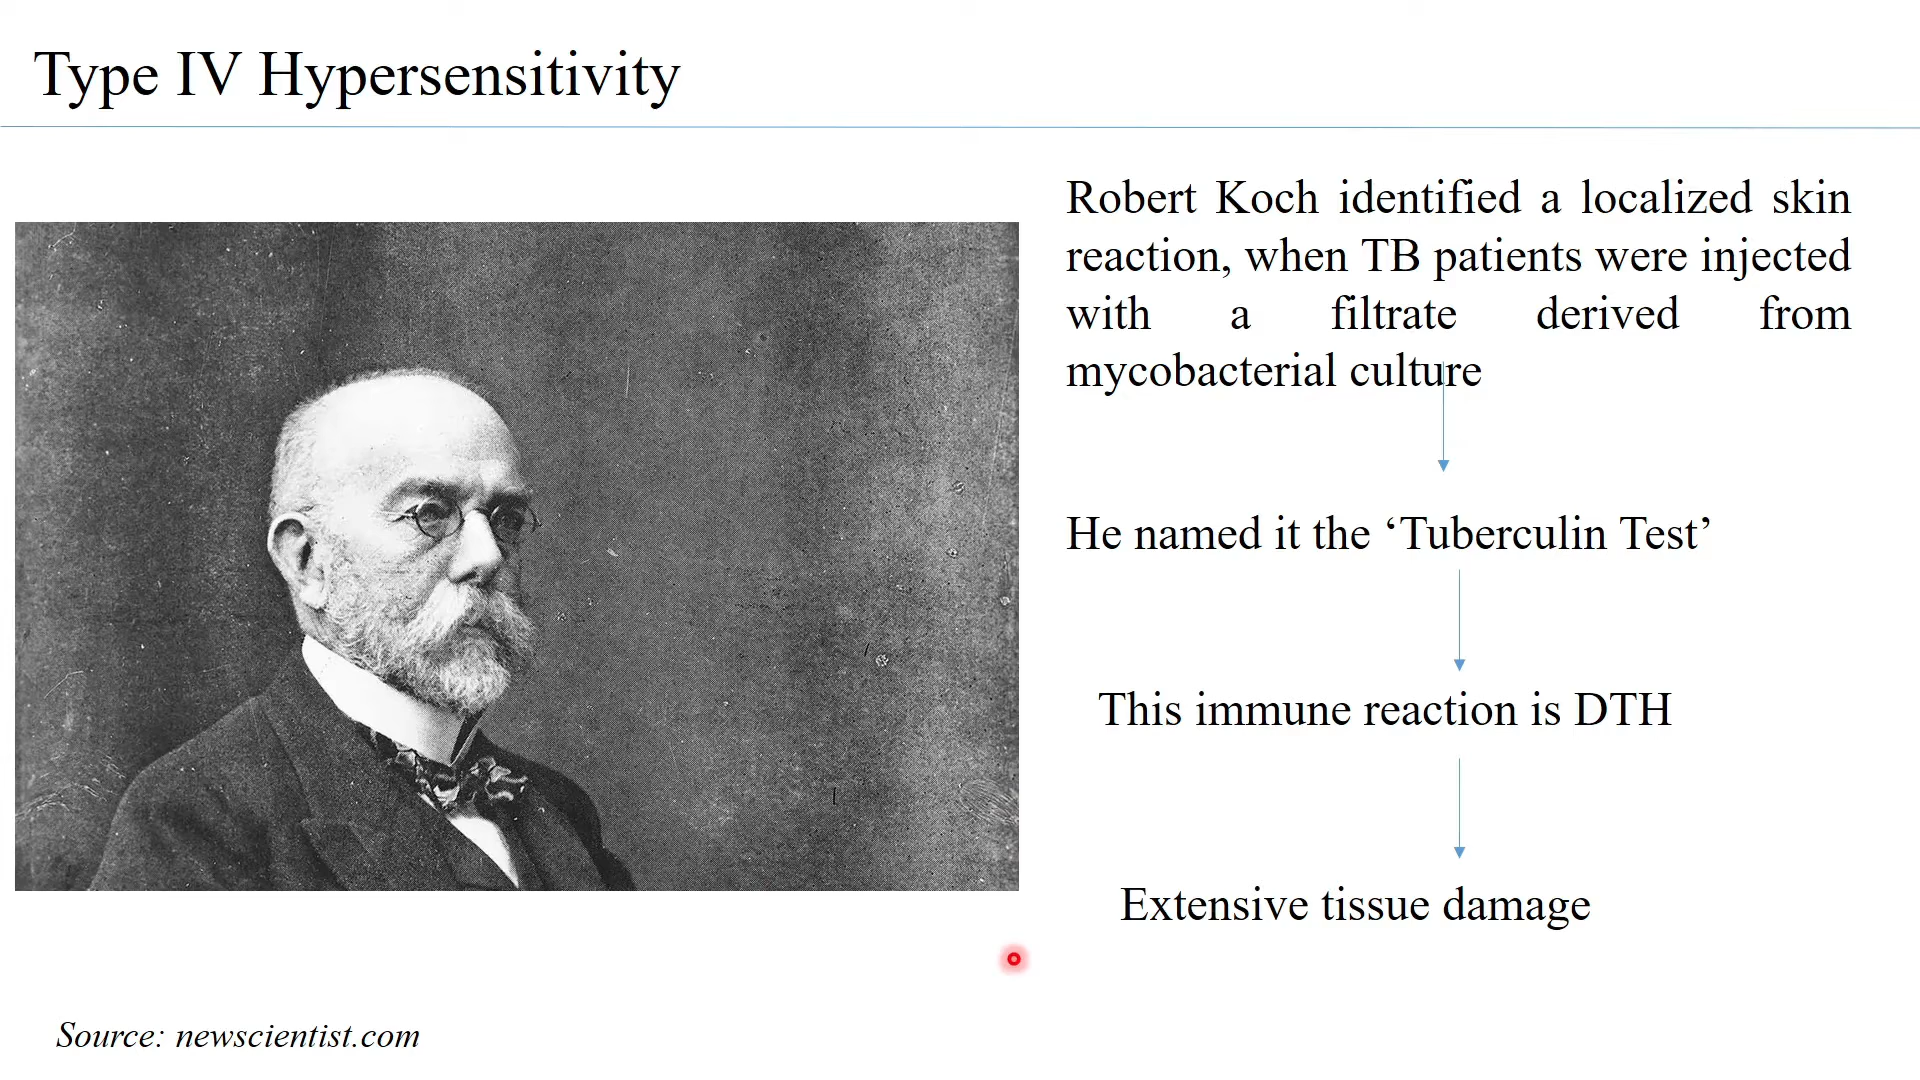 Type IV Hypersensitivity
Robert Koch identified a localized skin
reaction, when TB patients were injected
with a filtrate derived from
mycobacterial culture
He named it the ‘Tuberculin Test’
This immune reaction is DTH
Extensive tissue damage
Source: newscientist.com